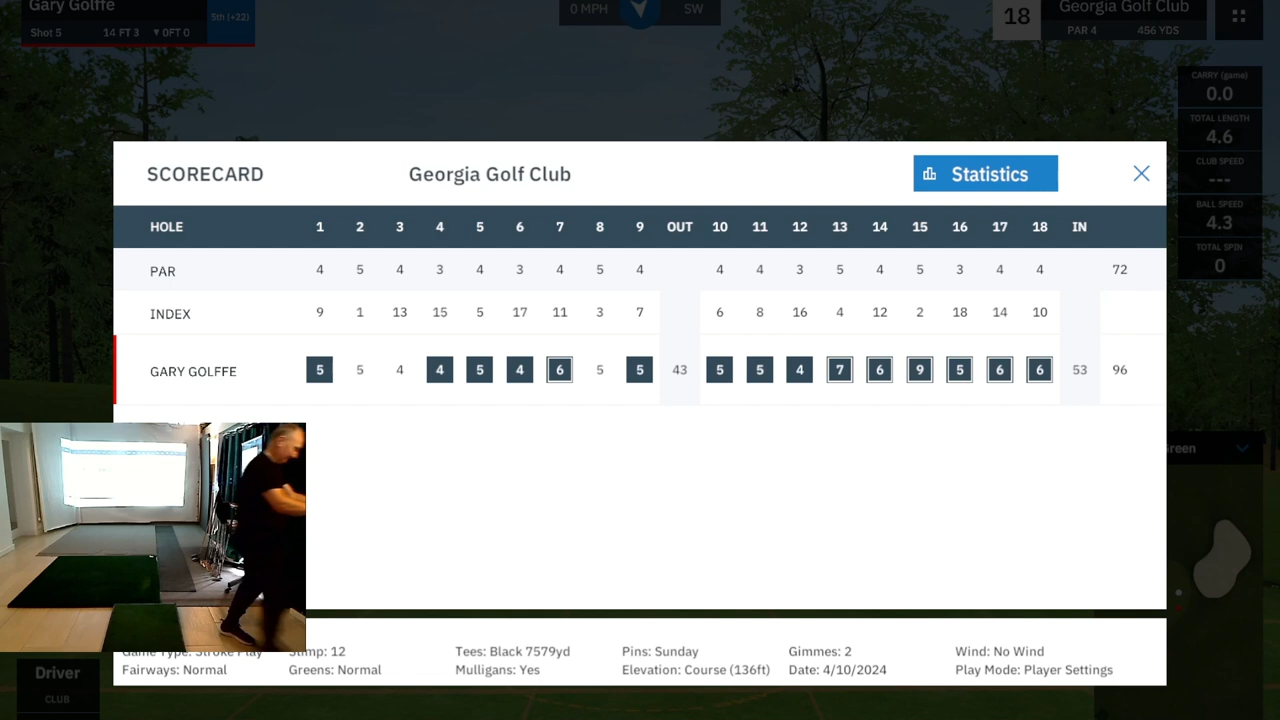 Gary Golffe
5th (+22)
Shot 5 14 FT 3 ▼0FT 0
0 MPH SW
18
Georgia Golf Club
PAR 4 456 YDS
CARRY (game)
0.0
TOTAL LENGTH
4.6
CLUB SPEED
---
BALL SPEED
4.3
TOTAL SPIN
0
SCORECARD Georgia Golf Club Statistics
HOLE 1 2 3 4 5 6 7 8 9 OUT 10 11 12 13 14 15 16 17 18 IN
PAR 4 5 4 3 4 3 4 5 4 4 4 3 5 4 5 3 4 4 72
INDEX 9 1 13 15 5 17 11 3 7 6 8 16 4 12 2 18 14 10
GARY GOLFFE 5 5 4 4 5 4 6 5 5 43 5 5 4 7 6 9 5 6 6 53 96
Green
Game Type: Stroke Play Stimp: 12 Tees: Black 7579yd Pins: Sunday Gimmes: 2 Wind: No Wind
Fairways: Normal Greens: Normal Mulligans: Yes Elevation: Course (136ft) Date: 4/10/2024 Play Mode: Player Settings
Driver
CLUB